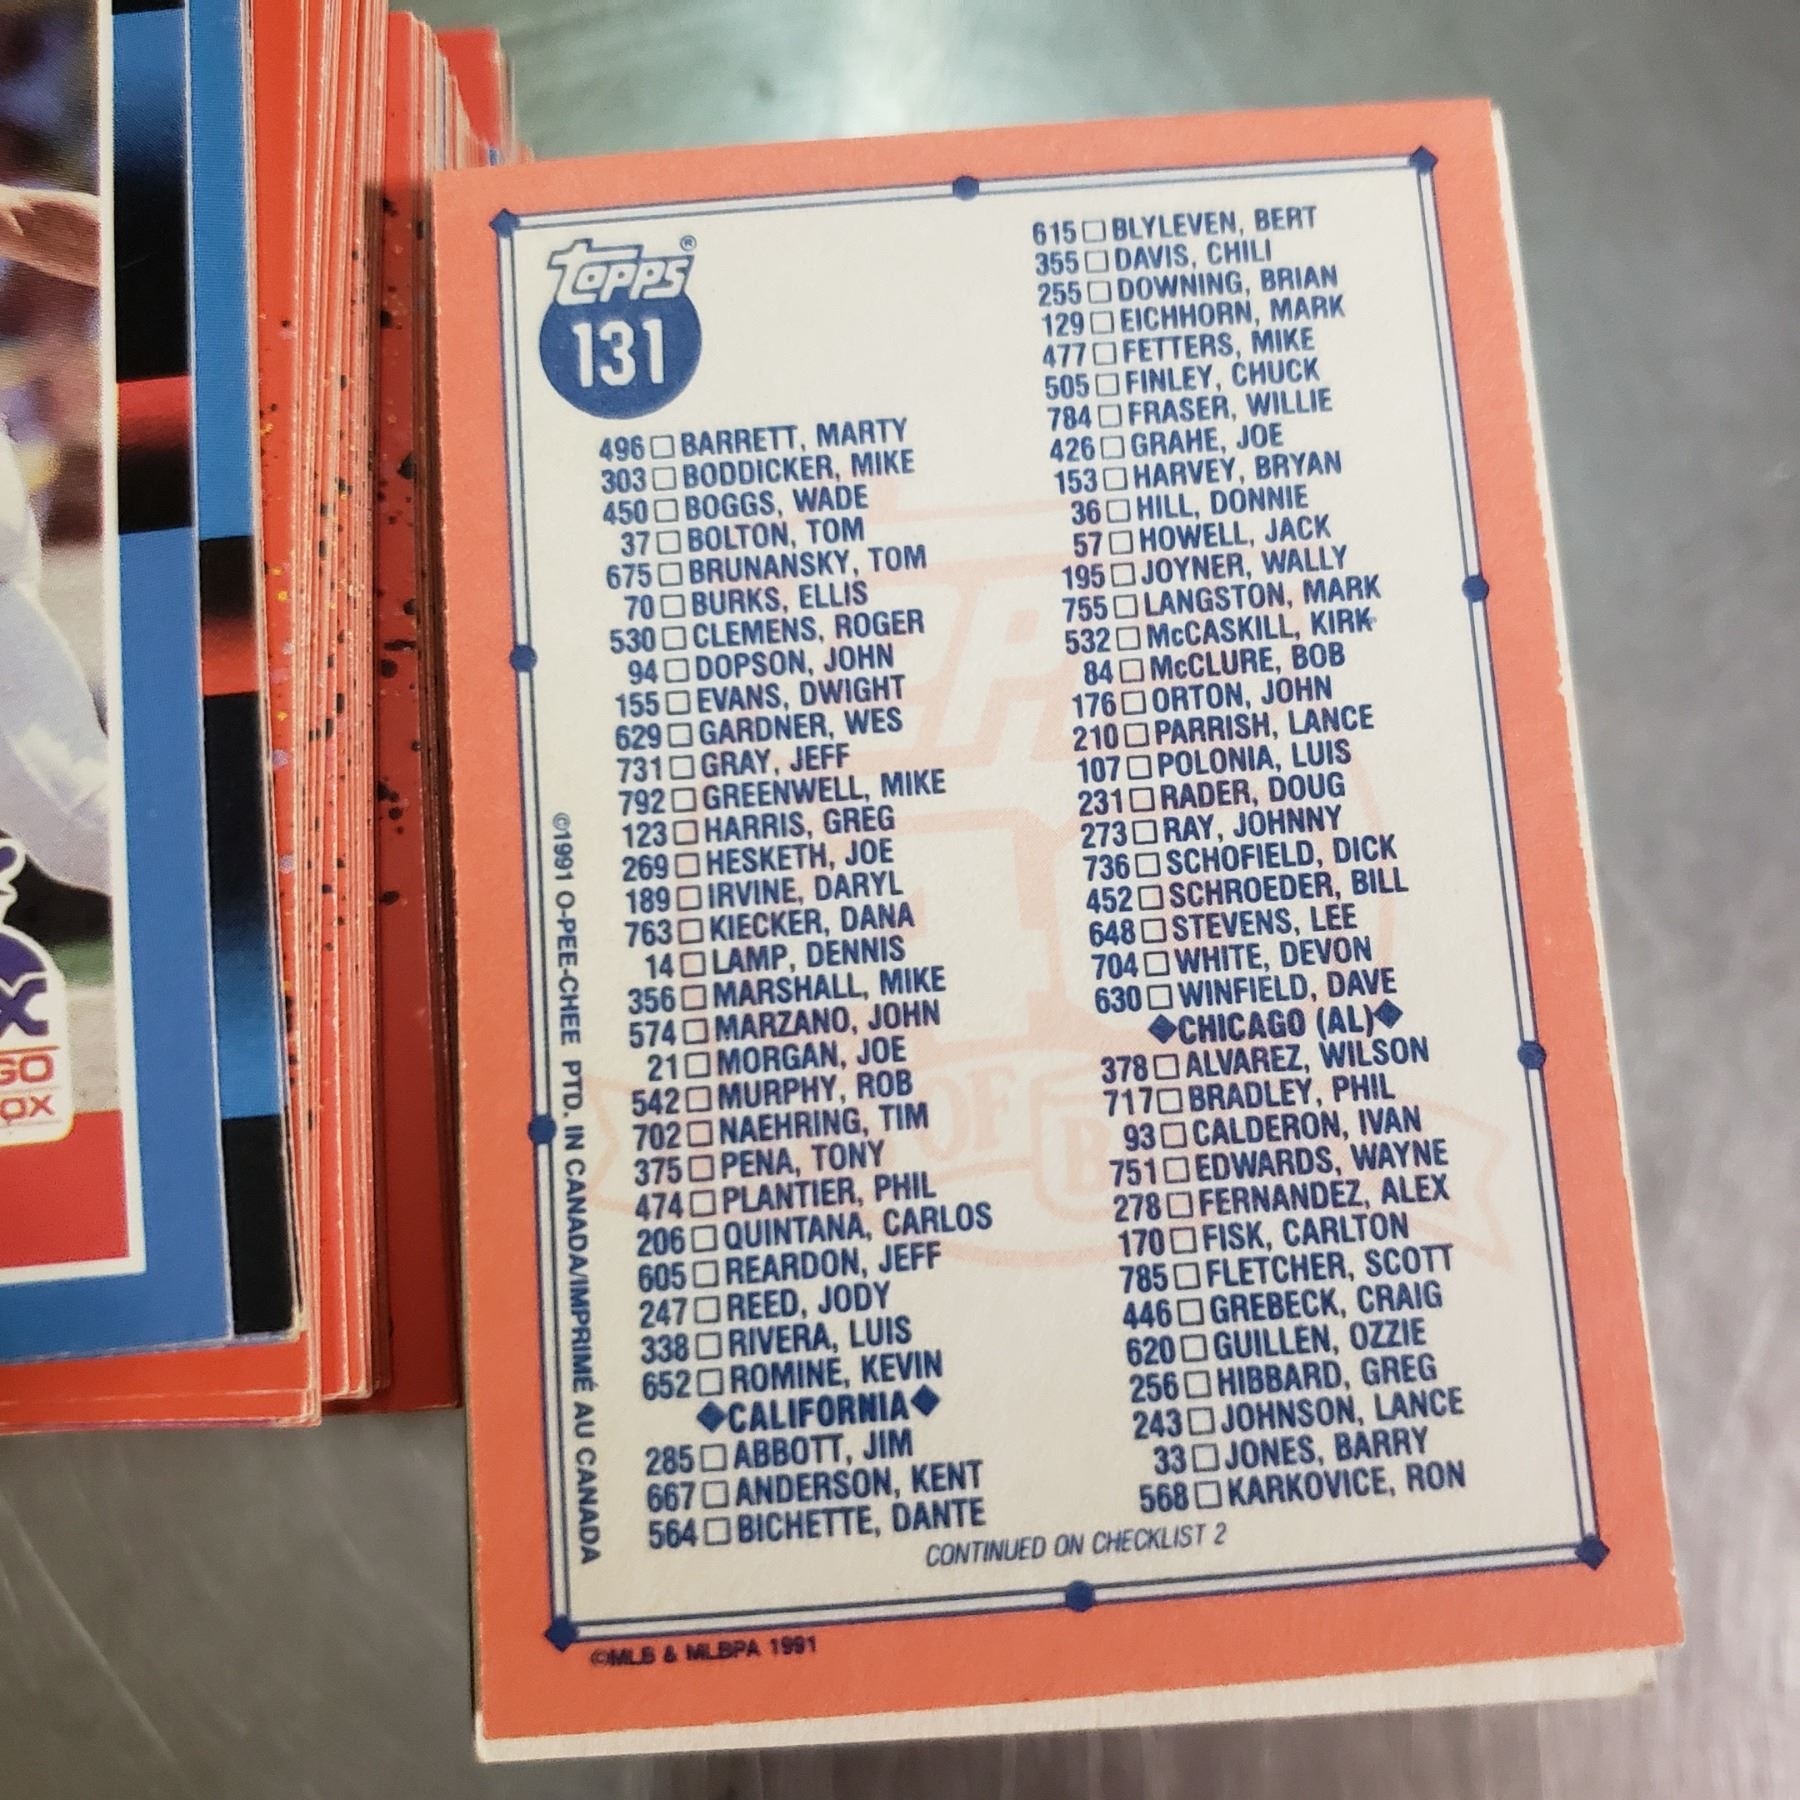 GO
OX
Topps®
131
496 BARRETT, MARTY
303 BODDICKER, MIKE
450 BOGGS, WADE
37 BOLTON, TOM
675 BRUNANSKY, TOM
70 BURKS, ELLIS
530 CLEMENS, ROGER
94 DOPSON, JOHN
155 EVANS, DWIGHT
629 GARDNER, WES
731 GRAY, JEFF
792 GREENWELL, MIKE
123 HARRIS, GREG
269 HESKETH, JOE
189 IRVINE, DARYL
763 KIECKER, DANA
14 LAMP, DENNIS
356 MARSHALL, MIKE
574 MARZANO, JOHN
21 MORGAN, JOE
542 MURPHY, ROB
702 NAEHRING, TIM
375 PENA, TONY
474 PLANTIER, PHIL
206 QUINTANA, CARLOS
605 REARDON, JEFF
247 REED, JODY
338 RIVERA, LUIS
652 ROMINE, KEVIN
CALIFORNIA
285 ABBOTT, JIM
667 ANDERSON, KENT
564 BICHETTE, DANTE
615 BLYLEVEN, BERT
355 DAVIS, CHILI
255 DOWNING, BRIAN
129 EICHHORN, MARK
477 FETTERS, MIKE
505 FINLEY, CHUCK
784 FRASER, WILLIE
426 GRAHE, JOE
153 HARVEY, BRYAN
36 HILL, DONNIE
57 HOWELL, JACK
195 JOYNER, WALLY
755 LANGSTON, MARK
532 McCASKILL, KIRK
84 McCLURE, BOB
176 ORTON, JOHN
210 PARRISH, LANCE
107 POLONIA, LUIS
231 RADER, DOUG
273 RAY, JOHNNY
736 SCHOFIELD, DICK
452 SCHROEDER, BILL
648 STEVENS, LEE
704 WHITE, DEVON
630 WINFIELD, DAVE
CHICAGO (AL)
378 ALVAREZ, WILSON
717 BRADLEY, PHIL
93 CALDERON, IVAN
751 EDWARDS, WAYNE
278 FERNANDEZ, ALEX
170 FISK, CARLTON
785 FLETCHER, SCOTT
446 GREBECK, CRAIG
620 GUILLEN, OZZIE
256 HIBBARD, GREG
243 JOHNSON, LANCE
33 JONES, BARRY
568 KARKOVICE, RON
CONTINUED ON CHECKLIST 2
©1991 O-PEE-CHEE PTD. IN CANADA/IMPRIMÉ AU CANADA
©MLB & MLBPA 1991